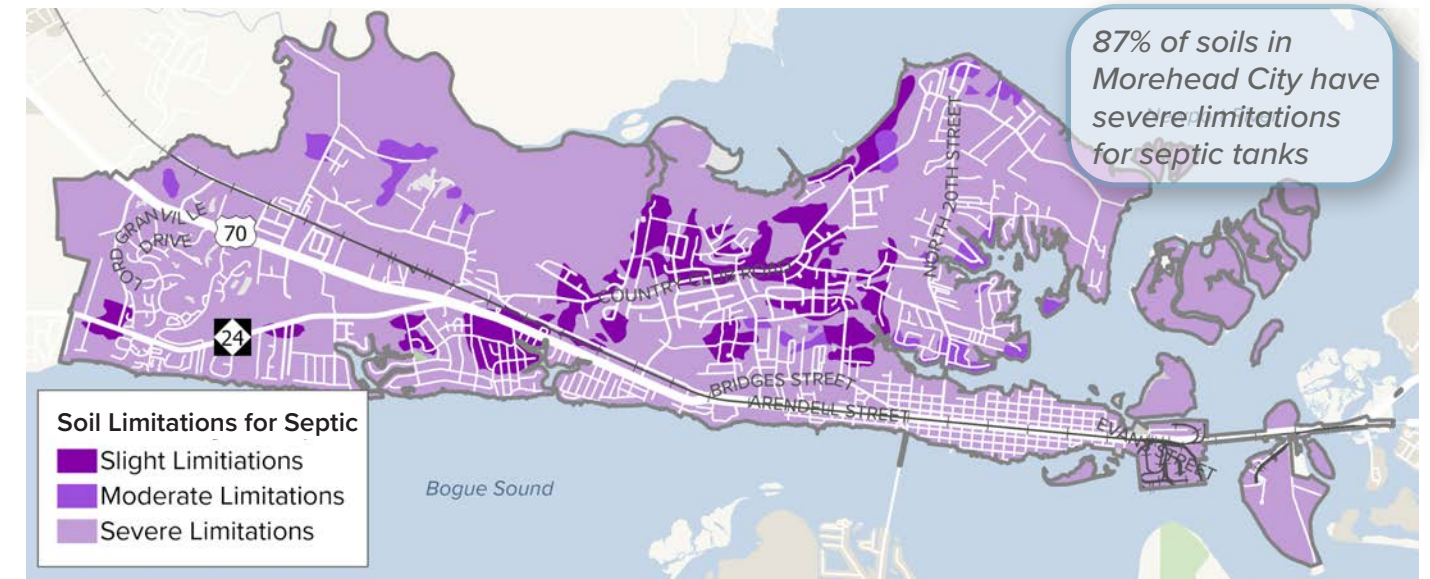 87% of soils in
Morehead City have
severe limitations
for septic tanks
NORTH 20TH STREET
LORD GRANVILLE
DRIVE
70
COUNTRY CLUB ROAD
24
BRIDGES STREET
ARENDELL STREET
EVANS STREET
Bogue Sound
Soil Limitations for Septic
Slight Limitiations
Moderate Limitations
Severe Limitations